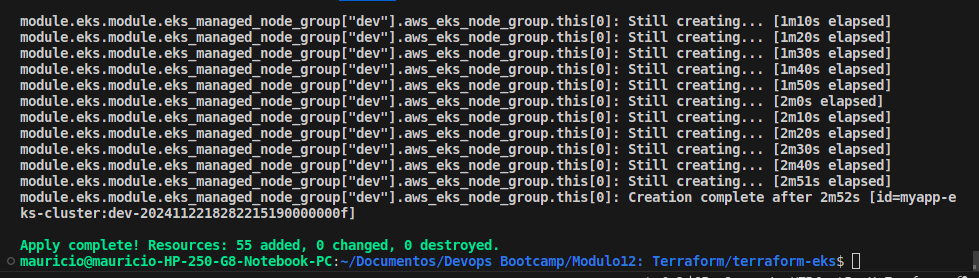 module.eks.module.eks_managed_node_group["dev"].aws_eks_node_group.this[0]: Still creating... [1m10s elapsed]
module.eks.module.eks_managed_node_group["dev"].aws_eks_node_group.this[0]: Still creating... [1m20s elapsed]
module.eks.module.eks_managed_node_group["dev"].aws_eks_node_group.this[0]: Still creating... [1m30s elapsed]
module.eks.module.eks_managed_node_group["dev"].aws_eks_node_group.this[0]: Still creating... [1m40s elapsed]
module.eks.module.eks_managed_node_group["dev"].aws_eks_node_group.this[0]: Still creating... [1m50s elapsed]
module.eks.module.eks_managed_node_group["dev"].aws_eks_node_group.this[0]: Still creating... [2m0s elapsed]
module.eks.module.eks_managed_node_group["dev"].aws_eks_node_group.this[0]: Still creating... [2m10s elapsed]
module.eks.module.eks_managed_node_group["dev"].aws_eks_node_group.this[0]: Still creating... [2m20s elapsed]
module.eks.module.eks_managed_node_group["dev"].aws_eks_node_group.this[0]: Still creating... [2m30s elapsed]
module.eks.module.eks_managed_node_group["dev"].aws_eks_node_group.this[0]: Still creating... [2m40s elapsed]
module.eks.module.eks_managed_node_group["dev"].aws_eks_node_group.this[0]: Still creating... [2m51s elapsed]
module.eks.module.eks_managed_node_group["dev"].aws_eks_node_group.this[0]: Creation complete after 2m52s [id=myapp-e
ks-cluster:dev-20241122182822151900000000f]
Apply complete! Resources: 55 added, 0 changed, 0 destroyed.
mauricio@mauricio-HP-250-G8-Notebook-PC:~/Documentos/Devops Bootcamp/Modulo12: Terraform/terraform-eks$